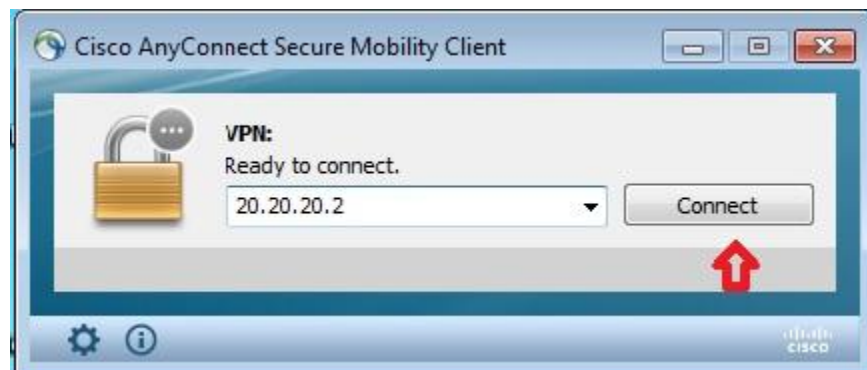 Cisco AnyConnect Secure Mobility Client
VPN:
Ready to connect.
20.20.20.2
Connect
CISCO